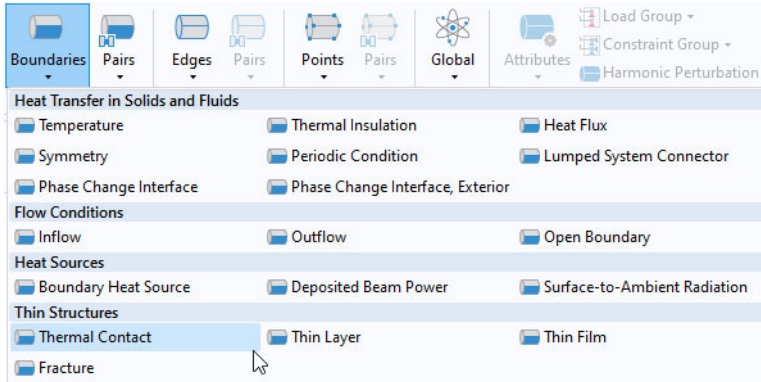 Boundaries Pairs Edges Pairs Points Pairs Global Attributes
Load Group
Constraint Group
Harmonic Perturbation
Heat Transfer in Solids and Fluids
Temperature Thermal Insulation Heat Flux
Symmetry Periodic Condition Lumped System Connector
Phase Change Interface Phase Change Interface, Exterior
Flow Conditions
Inflow Outflow Open Boundary
Heat Sources
Boundary Heat Source Deposited Beam Power Surface-to-Ambient Radiation
Thin Structures
Thermal Contact Thin Layer Thin Film
Fracture